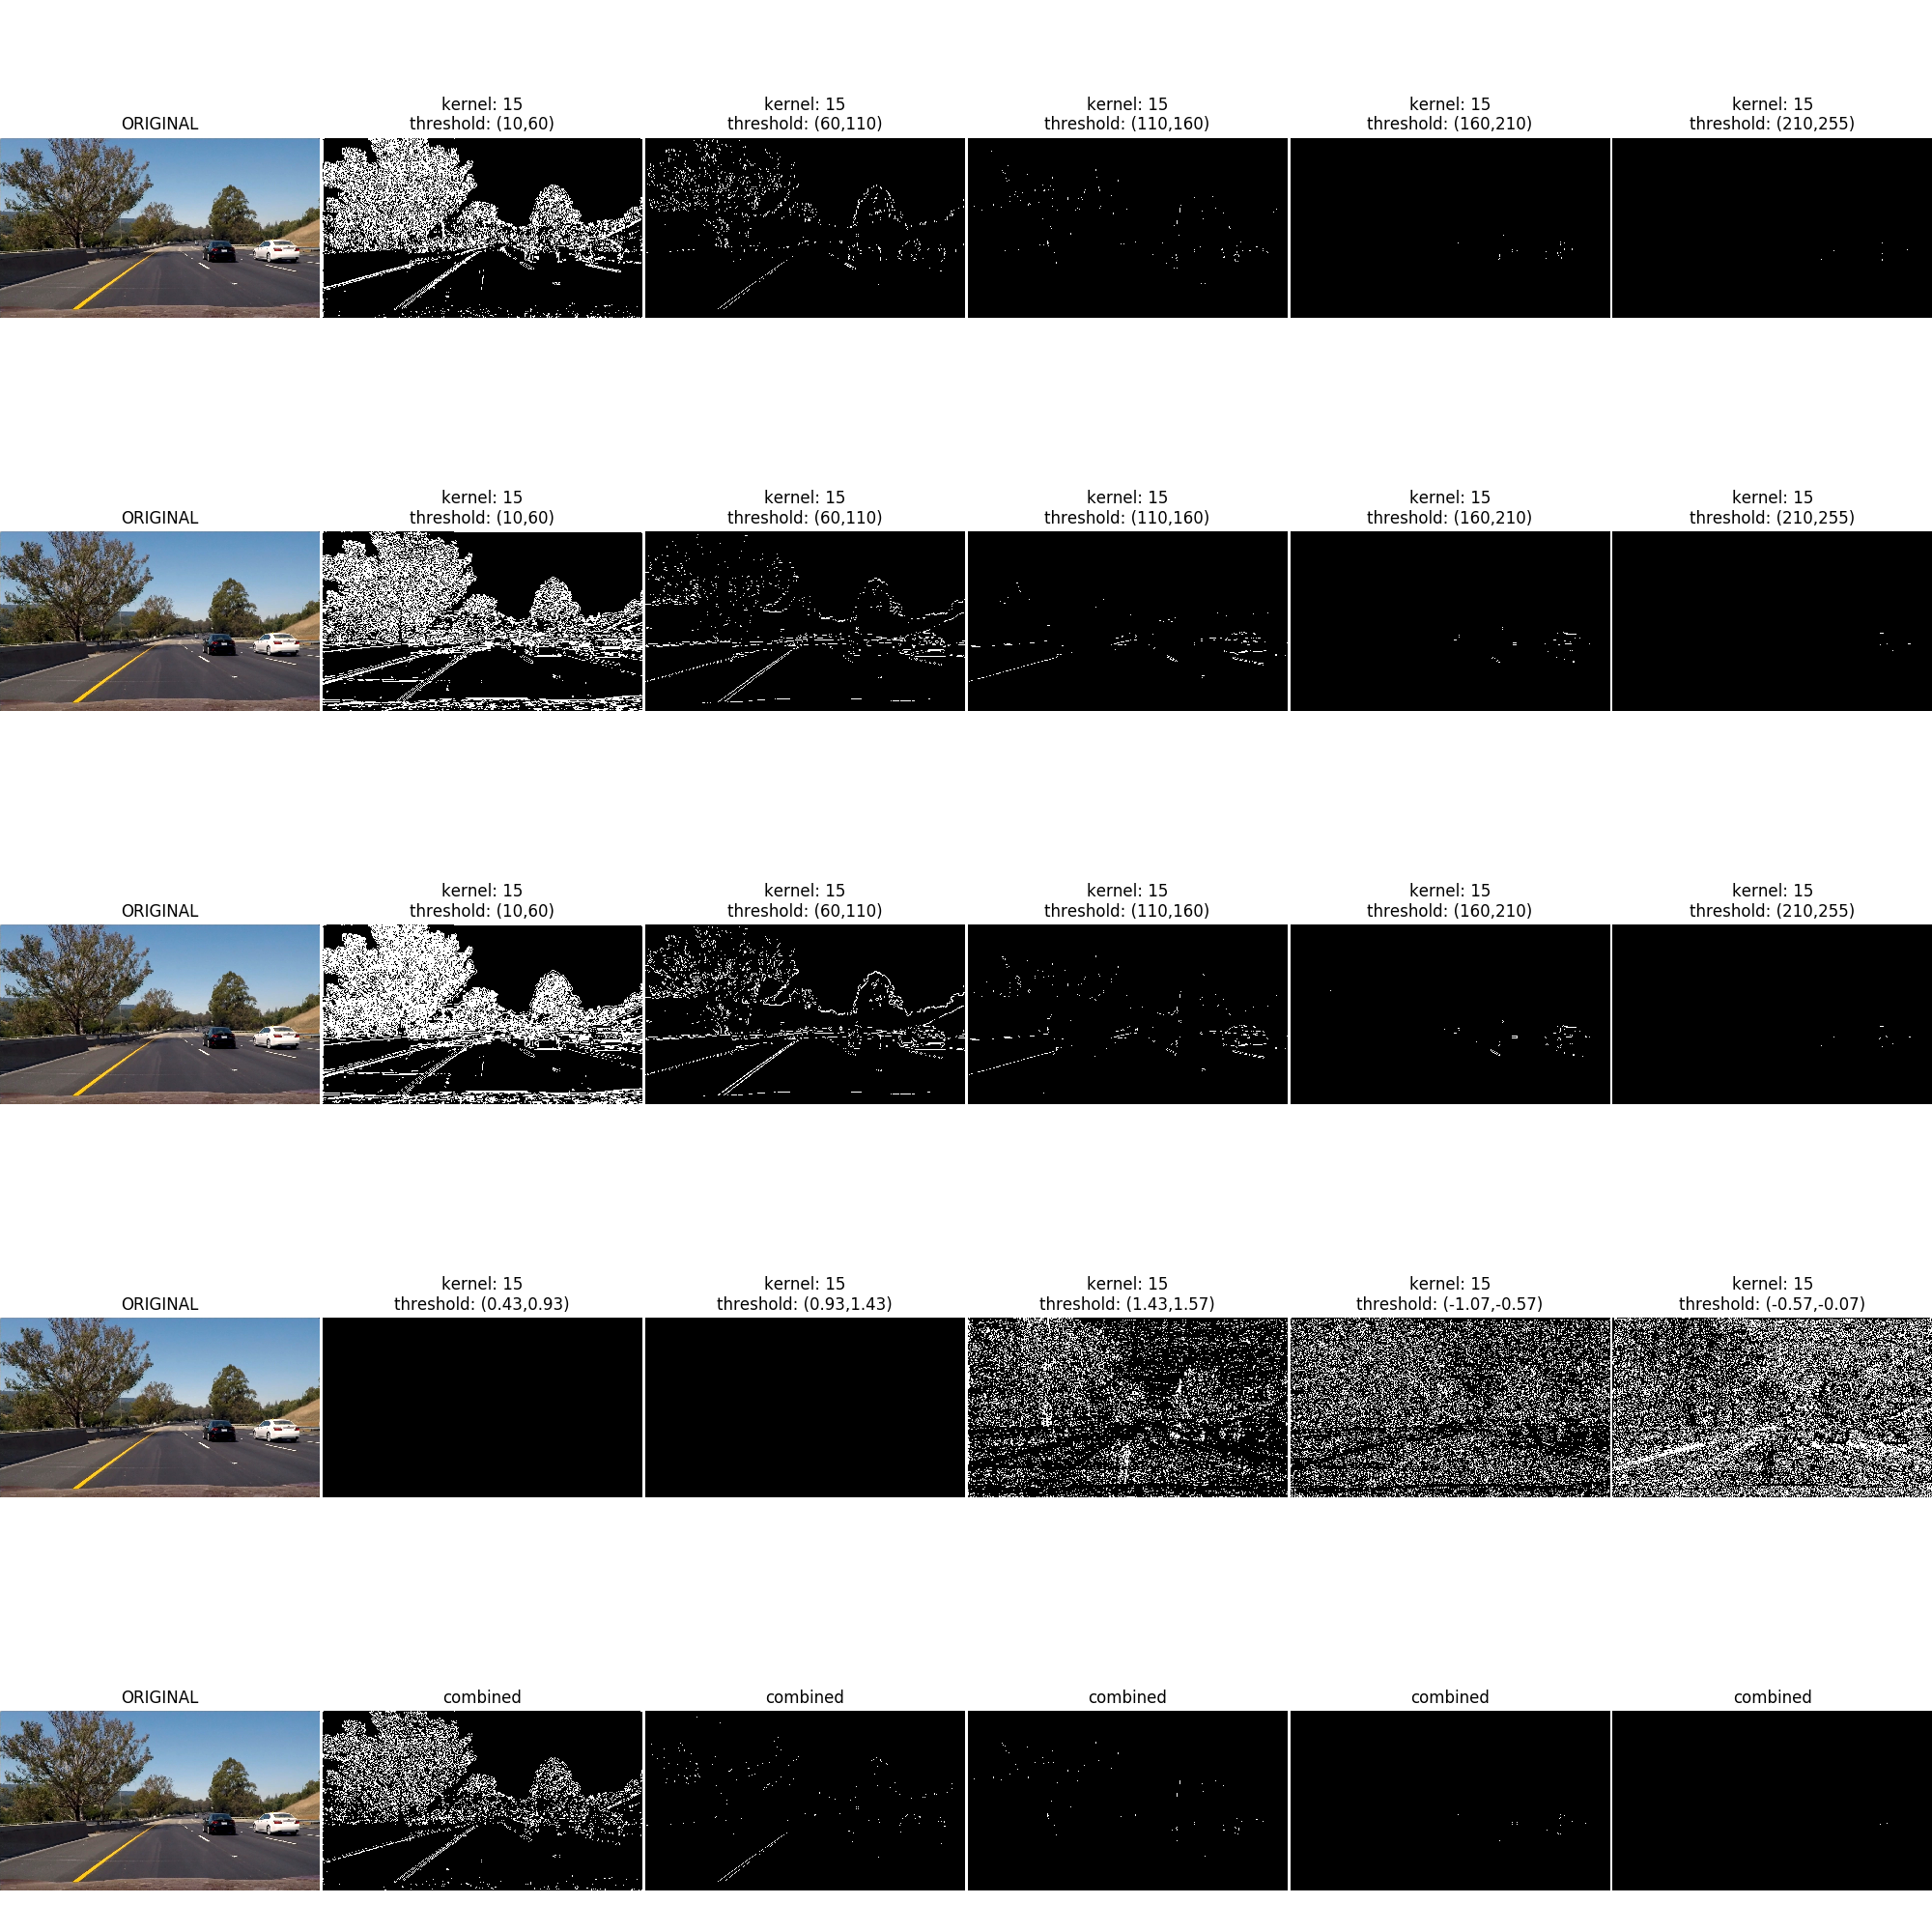 kernel: 15
kernel: 15
kernel: 15
kernel: 15
kernel: 15
ORIGINAL
threshold: (10,60)
threshold: (60,110)
threshold: (110,160)
threshold: (160,210)
threshold: (210,255)
kernel: 15
kernel: 15
kernel: 15
kernel: 15
kernel: 15
ORIGINAL
threshold: (10,60)
threshold: (60,110)
threshold: (110,160)
threshold: (160,210)
threshold: (210,255)
kernel: 15
kernel: 15
kernel: 15
kernel: 15
kernel: 15
ORIGINAL
threshold: (10,60)
threshold: (60,110)
threshold: (110,160)
threshold: (160,210)
threshold: (210,255)
kernel: 15
kernel: 15
kernel: 15
kernel: 15
kernel: 15
ORIGINAL
threshold: (0.43,0.93)
threshold: (0.93,1.43)
threshold: (1.43,1.57)
threshold: (-1.07,-0.57)
threshold: (-0.57,-0.07)
ORIGINAL
combined
combined
combined
combined
combined